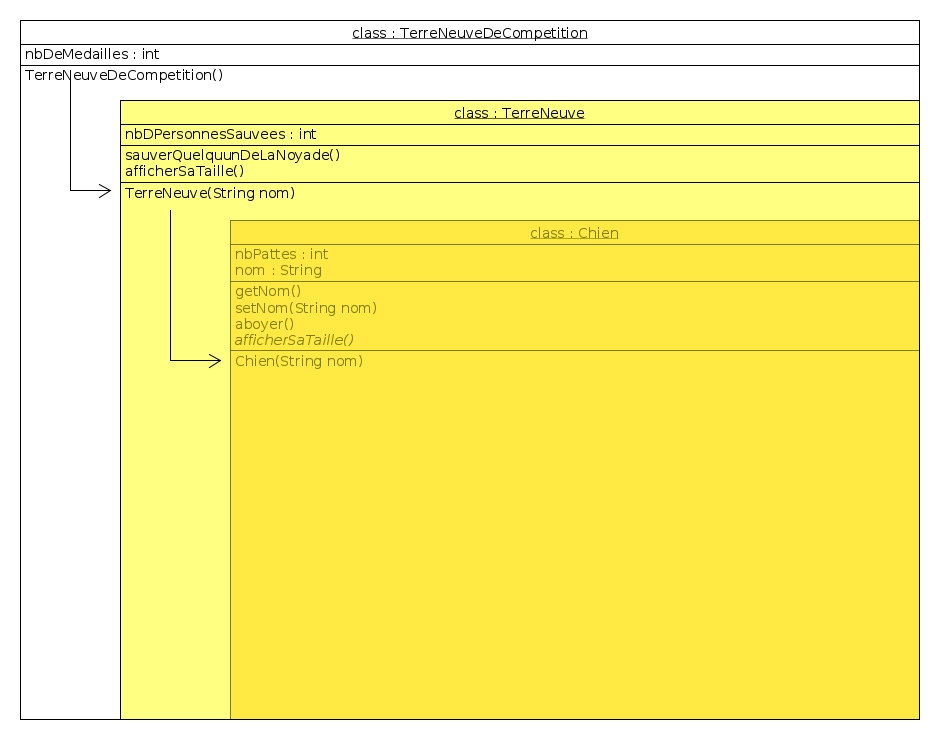 class : TerreNeuveDeCompetition
nbDeMedailles : int
TerreNeuveDeCompetition()
class : TerreNeuve
nbDPersonnesSauvees : int
sauverQuelquunDeLaNoyade()
afficherSaTaille()
TerreNeuve(String nom)
class : Chien
nbPattes : int
nom : String
getNom()
setNom(String nom)
aboyer()
afficherSaTaille()
Chien(String nom)